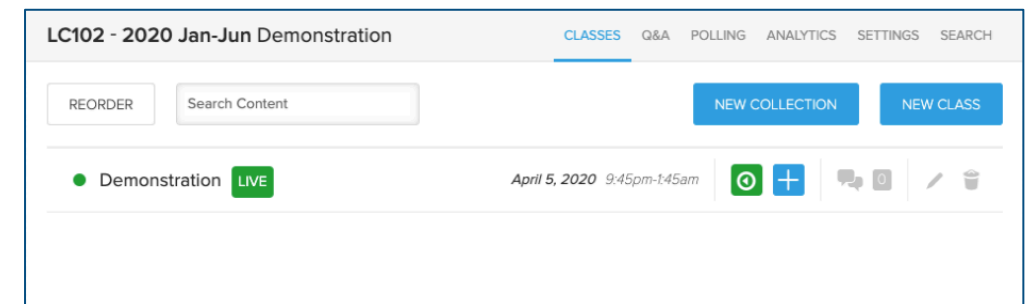 LC102 - 2020 Jan-Jun Demonstration CLASSES Q&A POLLING ANALYTICS SETTINGS SEARCH
REORDER Search Content NEW COLLECTION NEW CLASS
Demonstration LIVE April 5, 2020 9:45pm-1:45am 0